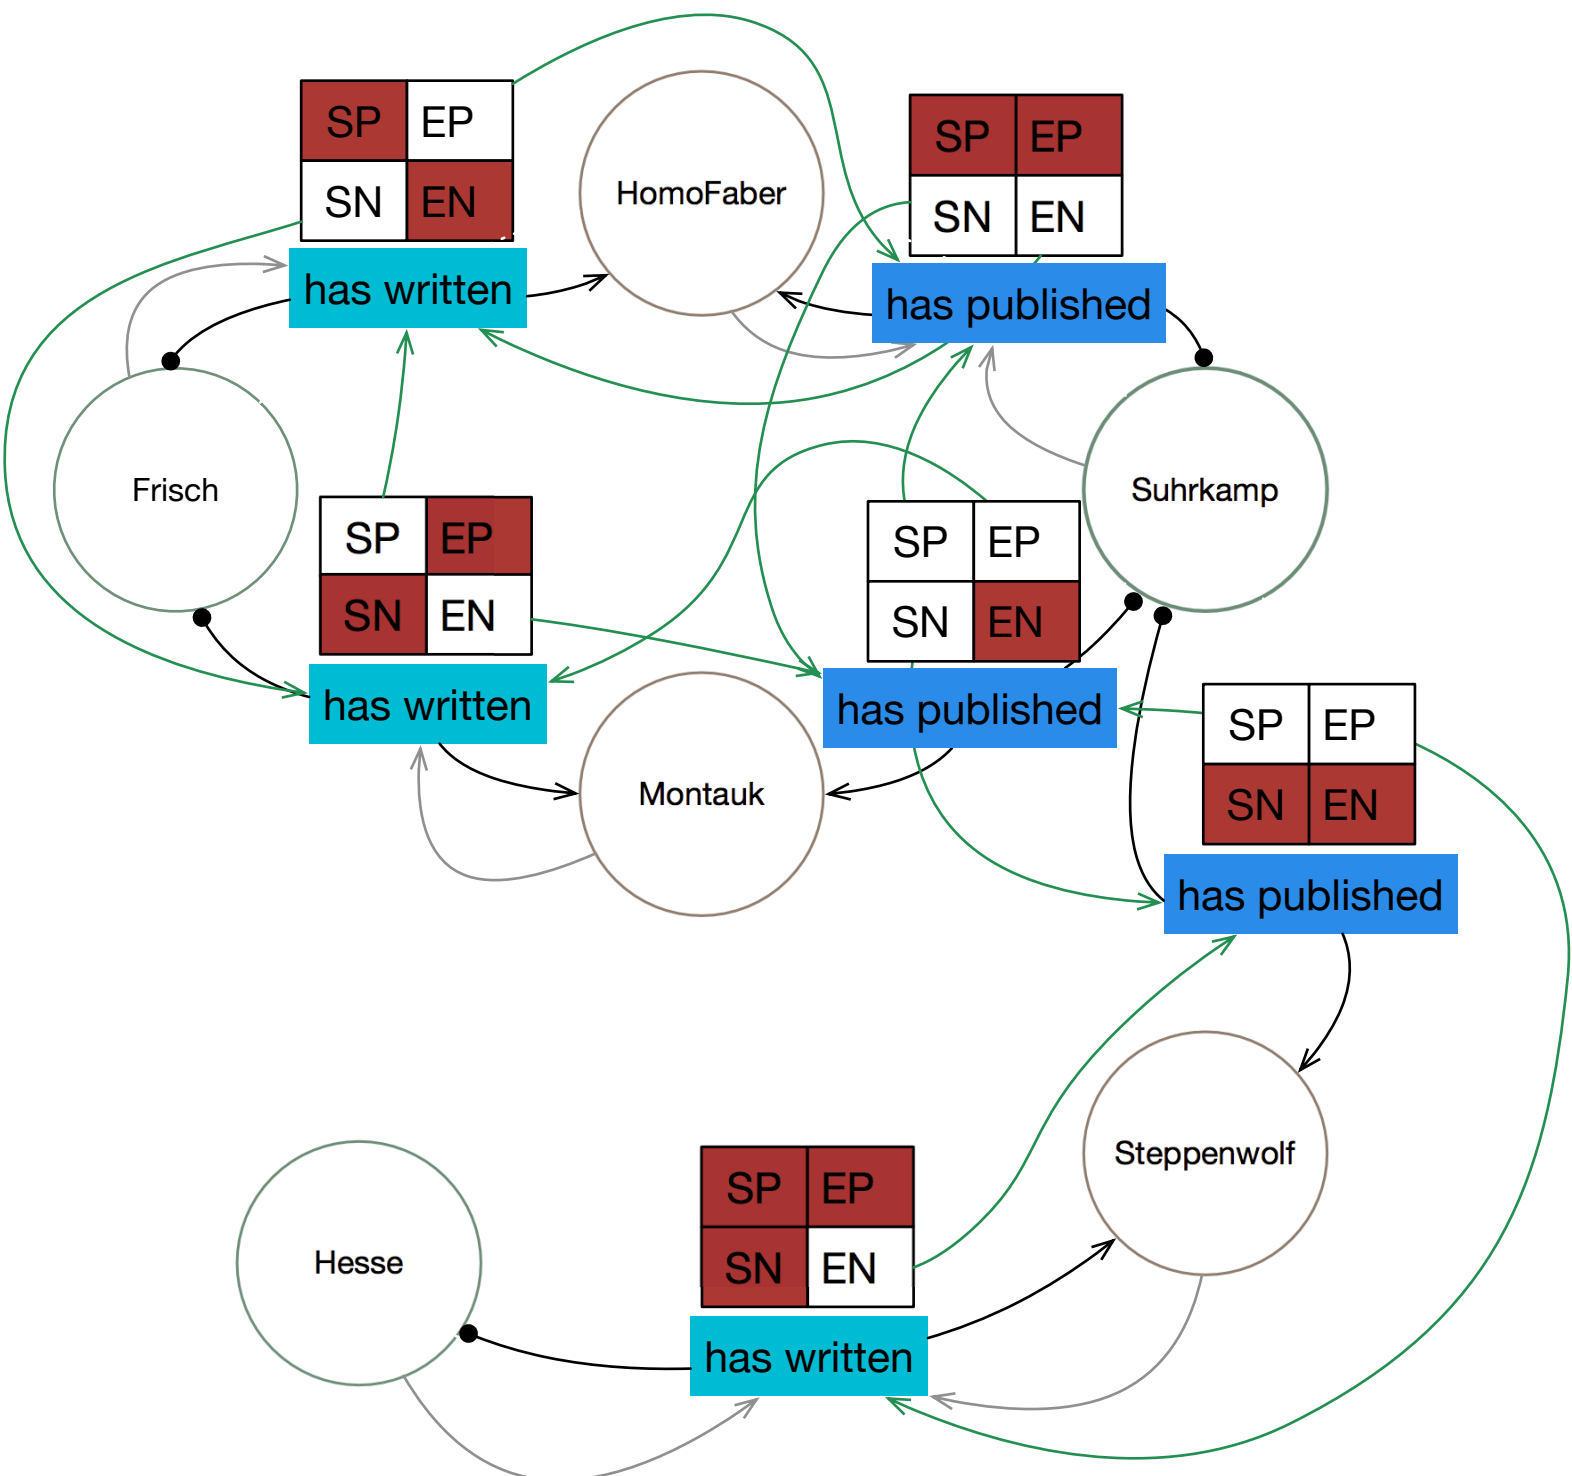 SP EP
SN EN
has written
HomoFaber
SP EP
SN EN
has published
Frisch
Suhrkamp
SP EP
SN EN
has written
SP EP
SN EN
has published
Montauk
SP EP
SN EN
has published
Steppenwolf
Hesse
SP EP
SN EN
has written